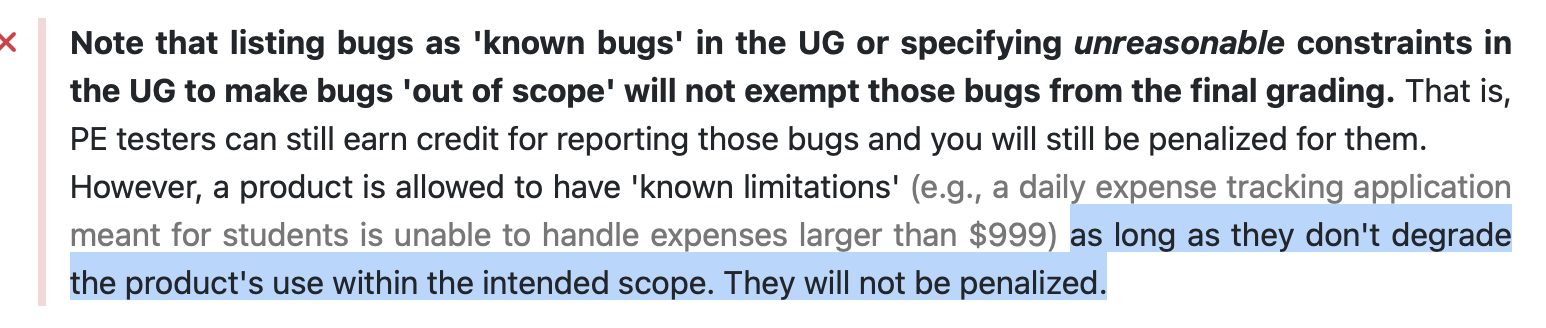 Note that listing bugs as 'known bugs' in the UG or specifying unreasonable constraints in
the UG to make bugs 'out of scope' will not exempt those bugs from the final grading. That is,
PE testers can still earn credit for reporting those bugs and you will still be penalized for them.
However, a product is allowed to have 'known limitations' (e.g., a daily expense tracking application
meant for students is unable to handle expenses larger than $999) as long as they don't degrade
the product's use within the intended scope. They will not be penalized.